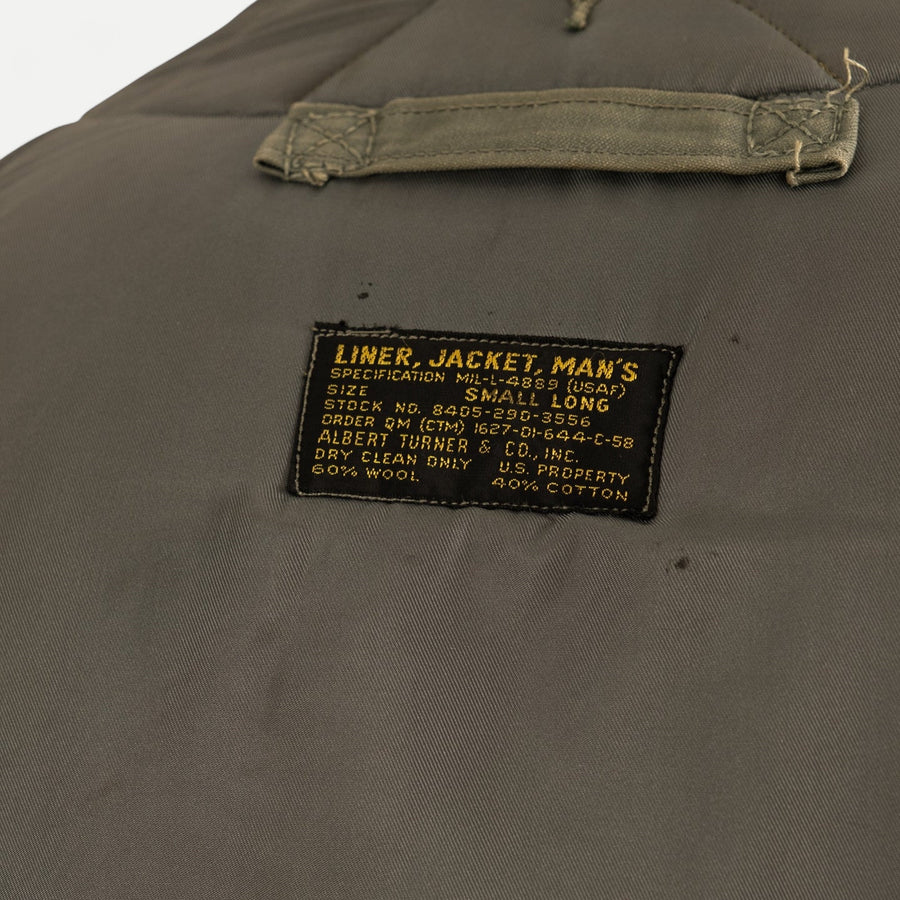 LINER, JACKET, MAN'S
SPECIFICATION MIL-L-4889 (USAF)
SIZE SMALL LONG
STOCK NO. 8405-290-3556
ORDER QM (CTM) 1627-01-644-C-58
ALBERT TURNER & CO., INC.
DRY CLEAN ONLY U.S. PROPERTY
60% WOOL 40% COTTON